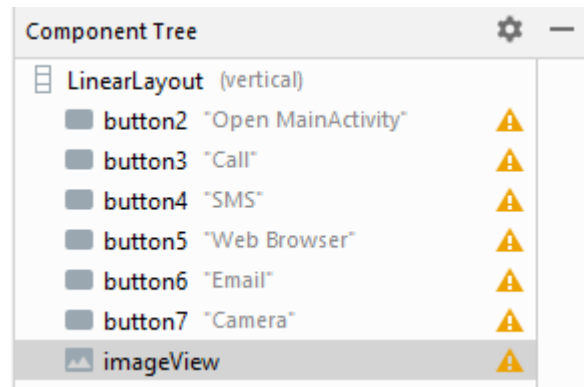 Component Tree
LinearLayout (vertical)
button2 "Open MainActivity"
button3 "Call"
button4 "SMS"
button5 "Web Browser"
button6 "Email"
button7 "Camera"
imageView